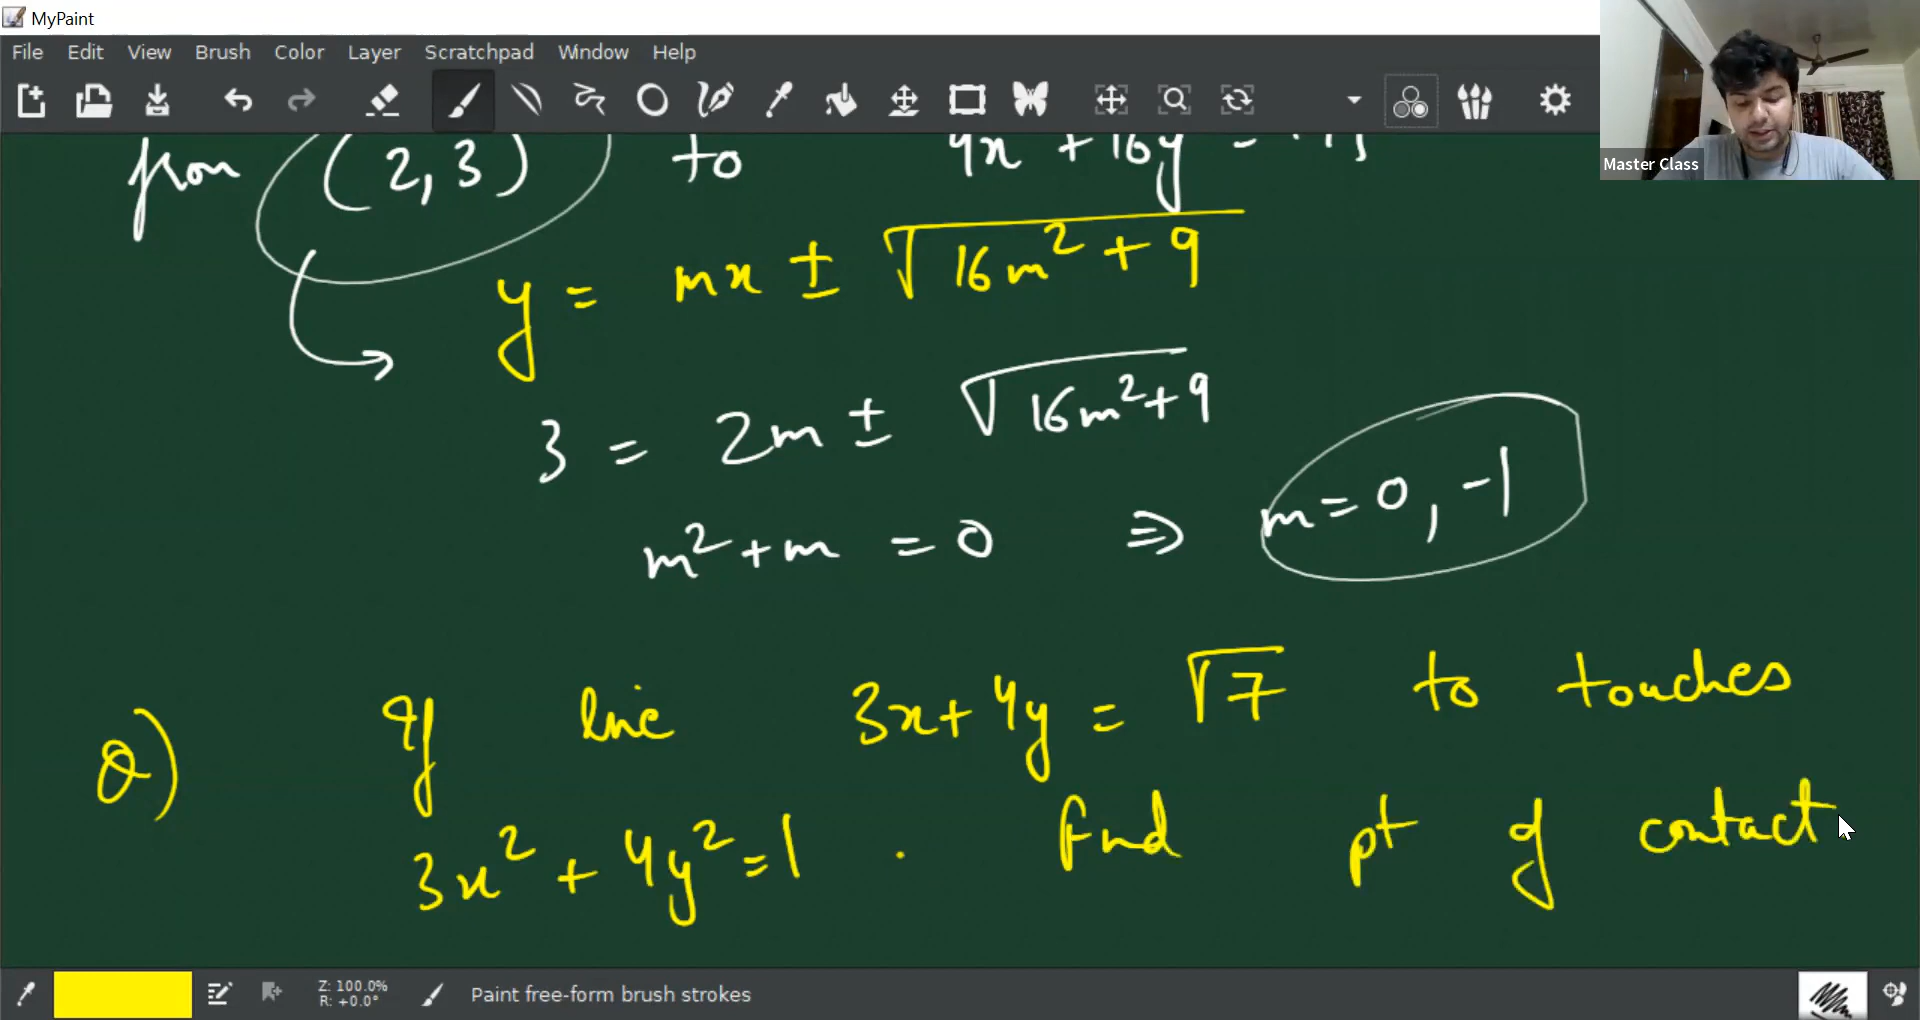 MyPaint
File Edit View Brush Color Layer Scratchpad Window Help
Master Class
from (2, 3) to
y = mx ± √16m² + 9
3 = 2m ± √16m² + 9
m² + m = 0 ⇒ m = 0, -1
Q) If line 3x + 4y = √7 to touches
3x² + 4y² = 1 . Find pt of contact
Z: 100.0%
R: +0.0°
Paint free-form brush strokes